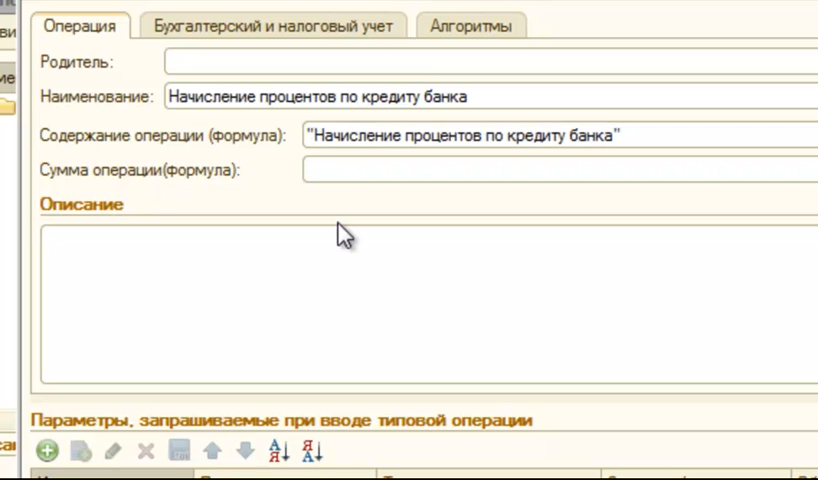 Операция Бухгалтерский и налоговый учет Алгоритмы
Родитель:
Наименование: Начисление процентов по кредиту банка
Содержание операции (формула): "Начисление процентов по кредиту банка"
Сумма операции(формула):
Описание
Параметры, запрашиваемые при вводе типовой операции